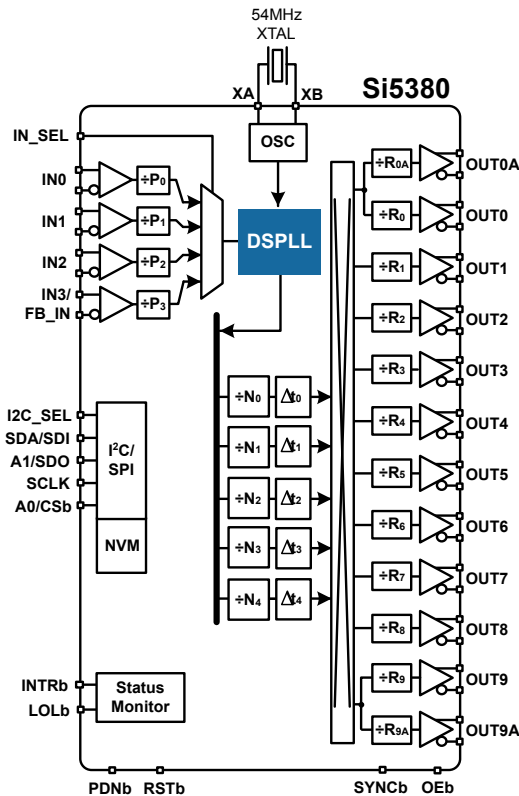 54MHz
XTAL
XA
XB
Si5380
IN_SEL
OSC
IN0
÷P0
IN1
÷P1
IN2
÷P2
IN3/
FB_IN
÷P3
DSPLL
÷R0A
OUT0A
÷R0
OUT0
÷R1
OUT1
÷R2
OUT2
÷R3
OUT3
÷R4
OUT4
÷R5
OUT5
÷R6
OUT6
÷R7
OUT7
÷R8
OUT8
÷R9
OUT9
÷R9A
OUT9A
÷N0
Δt0
÷N1
Δt1
÷N2
Δt2
÷N3
Δt3
÷N4
Δt4
I2C_SEL
SDA/SDI
A1/SDO
SCLK
A0/CSb
I²C/
SPI
NVM
INTRb
LOLb
Status
Monitor
PDNb
RSTb
SYNCb
OEb